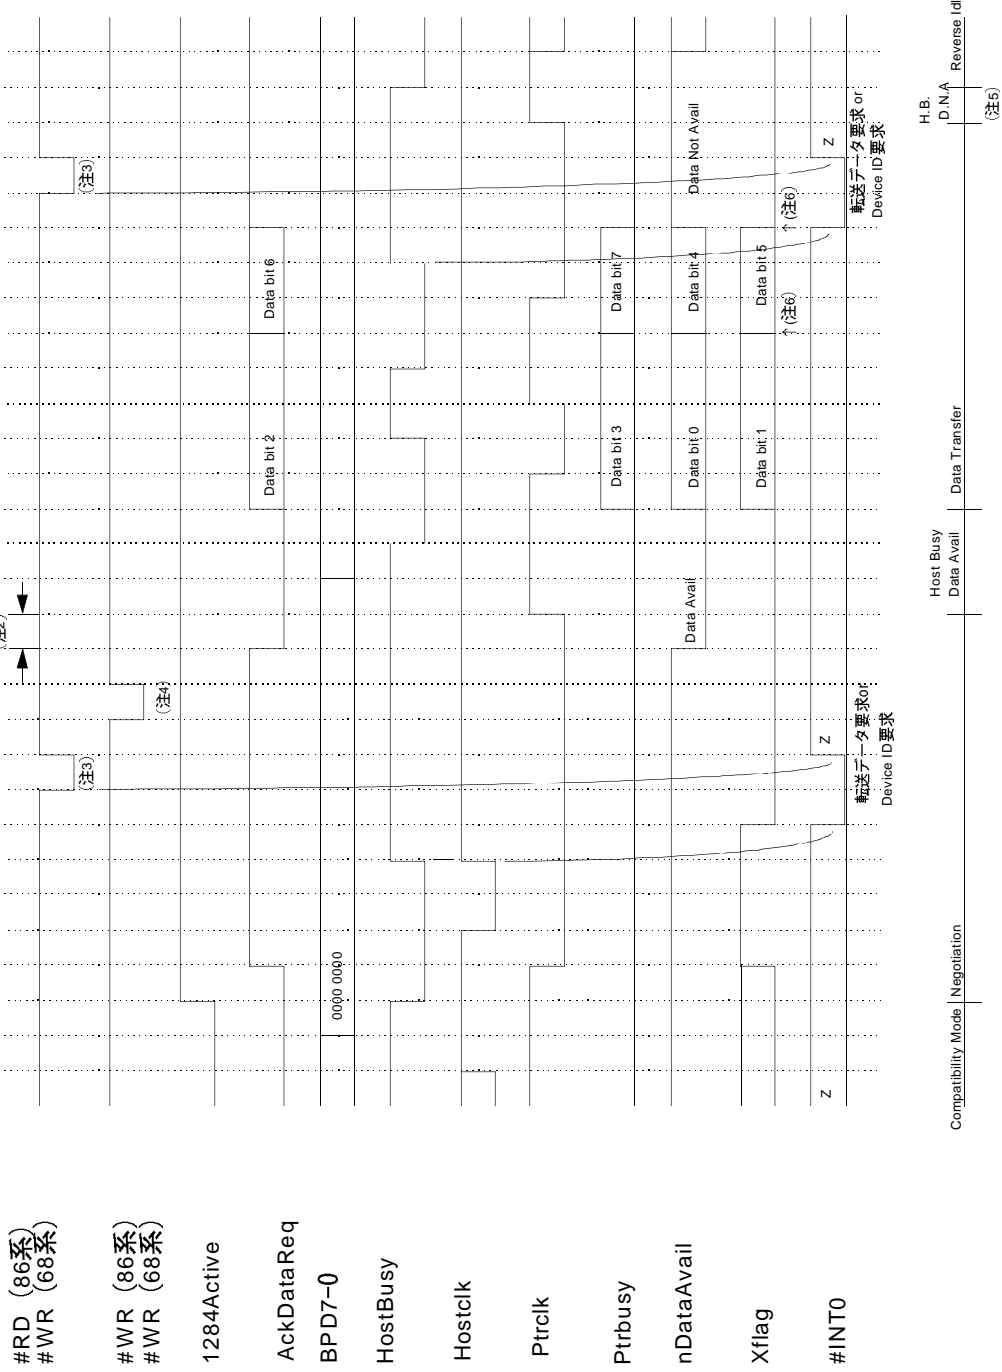 #RD (86系)
#WR (68系)
(注3)
(注3)
#WR (86系)
#WR (68系)
(注4)
1284Active
AckDataReq
Data bit 2
Data bit 6
BPD7-0
0000 0000
HostBusy
Hostclk
Ptrclk
Ptrbusy
Data bit 3
Data bit 7
nDataAvail
Data Avail
Data bit 0
Data bit 4
Data Not Avail
Xflag
Data bit 1
Data bit 5
↑(注6)
↑(注6)
#INT0
Z
Z
Z
転送データ要求or
Device ID要求
転送データ要求 or
Device ID要求
Compatibility Mode
Negotiation
Host Busy
Data Avail
Data Transfer
H.B.
D.N.A
Reverse Idl
(注5)